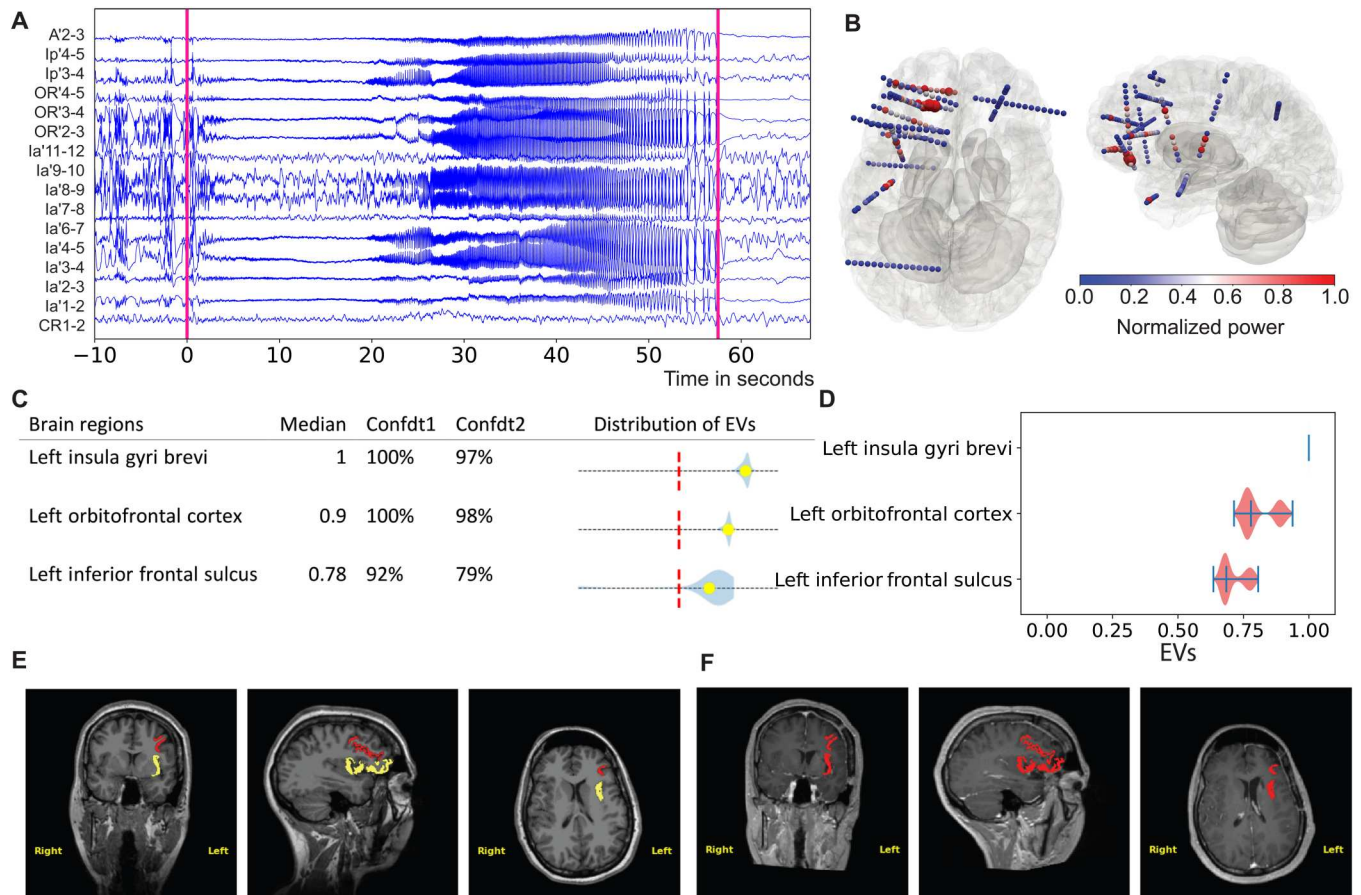 A
A'2-3
Ip'4-5
Ip'3-4
OR'4-5
OR'3-4
OR'2-3
Ia'11-12
Ia'9-10
Ia'8-9
Ia'7-8
Ia'6-7
Ia'4-5
Ia'3-4
Ia'2-3
Ia'1-2
CR1-2
−10 0 10 20 30 40 50 60
Time in seconds
B
0.0 0.2 0.4 0.6 0.8 1.0
Normalized power
C
Brain regions Median Confdt1 Confdt2 Distribution of EVs
Left insula gyri brevi 1 100% 97%
Left orbitofrontal cortex 0.9 100% 98%
Left inferior frontal sulcus 0.78 92% 79%
D
Left insula gyri brevi
Left orbitofrontal cortex
Left inferior frontal sulcus
0.00 0.25 0.50 0.75 1.00
EVs
E
Right Left
Right Left
F
Right Left
Right Left